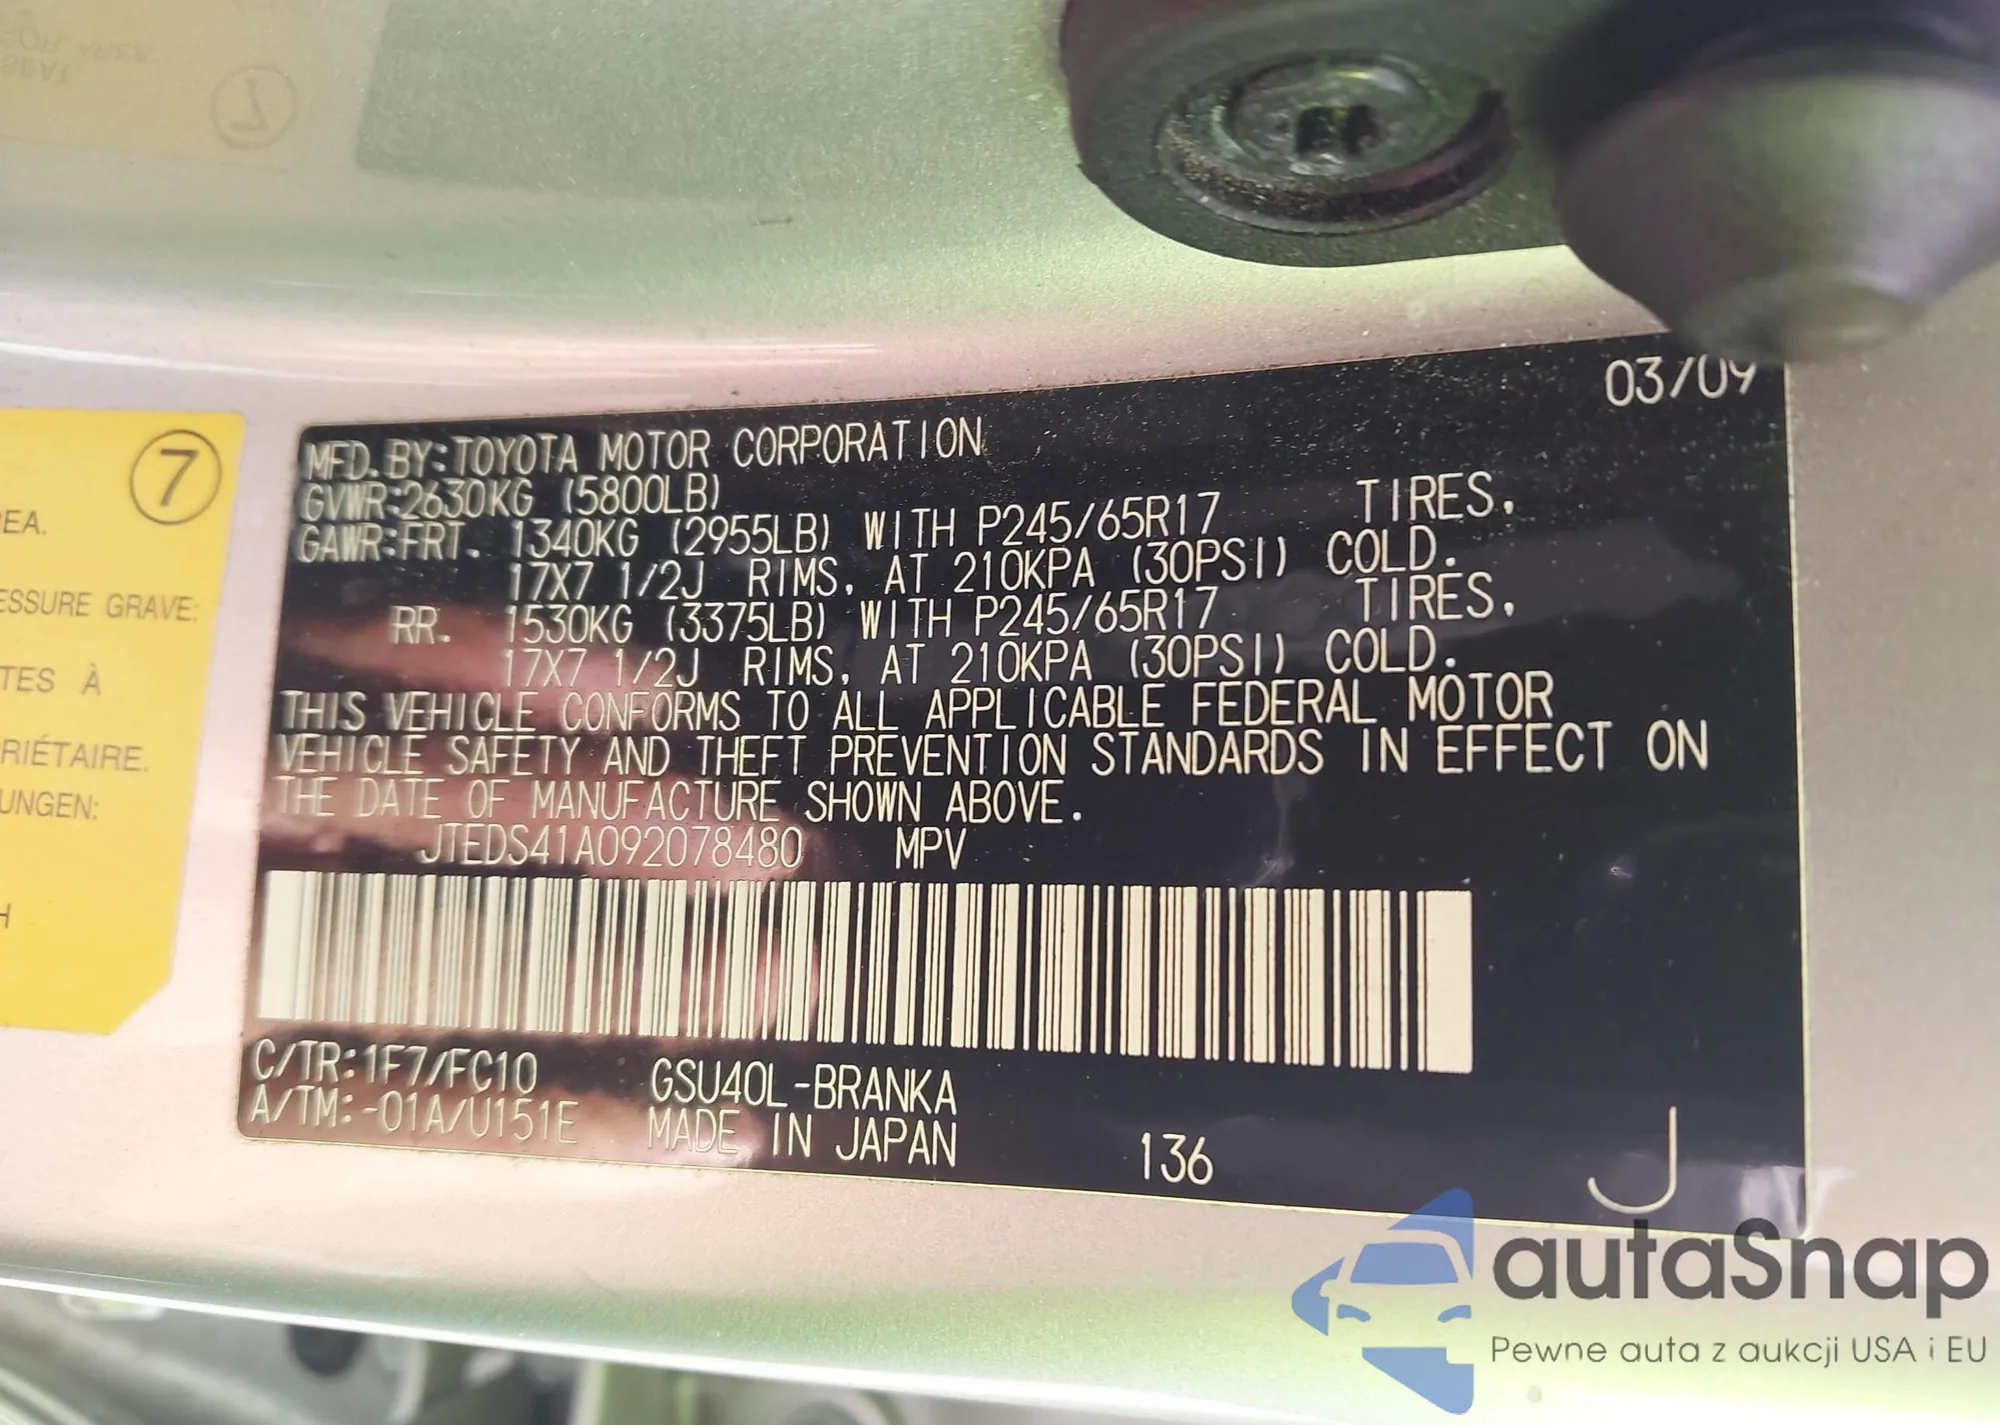 7
EA.
ESSURE GRAVE:
TES À
RIÉTAIRE.
UNGEN:
H
03/09
MFD.BY:TOYOTA MOTOR CORPORATION
GVWR:2630KG (5800LB)
GAWR:FRT. 1340KG (2955LB) WITH P245/65R17 TIRES,
17X7 1/2J RIMS, AT 210KPA (30PSI) COLD.
RR. 1530KG (3375LB) WITH P245/65R17 TIRES,
17X7 1/2J RIMS, AT 210KPA (30PSI) COLD.
THIS VEHICLE CONFORMS TO ALL APPLICABLE FEDERAL MOTOR
VEHICLE SAFETY AND THEFT PREVENTION STANDARDS IN EFFECT ON
THE DATE OF MANUFACTURE SHOWN ABOVE.
JTEDS41A092078480 MPV
C/TR:1F7/FC10 GSU40L-BRANKA
A/TM:-01A/U151E MADE IN JAPAN 136 J
autaSnap
Pewne auta z aukcji USA i EU